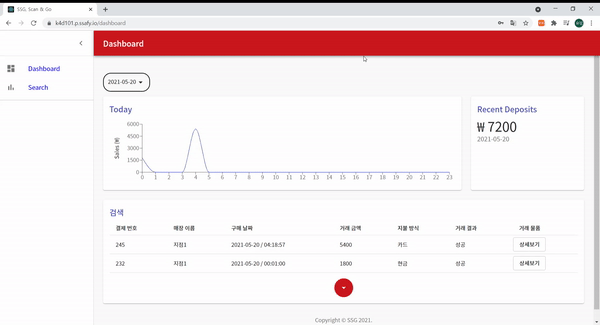 SSG, Scan & Go
k4d101.p.ssafy.io/dashboard
Dashboard
Dashboard
Search
2021-05-20
Today
Sales (₩)
6000
4500
3000
1500
0
0 1 2 3 4 5 6 7 8 9 10 11 12 13 14 15 16 17 18 19 20 21 22 23
Recent Deposits
₩ 7200
2021-05-20
검색
결제 번호 매장 이름 구매 날짜 거래 금액 지불 방식 거래 결과 거래 물품
245 지점1 2021-05-20 / 04:18:57 5400 카드 성공 상세보기
232 지점1 2021-05-20 / 00:01:00 1800 현금 성공 상세보기
Copyright © SSG 2021.